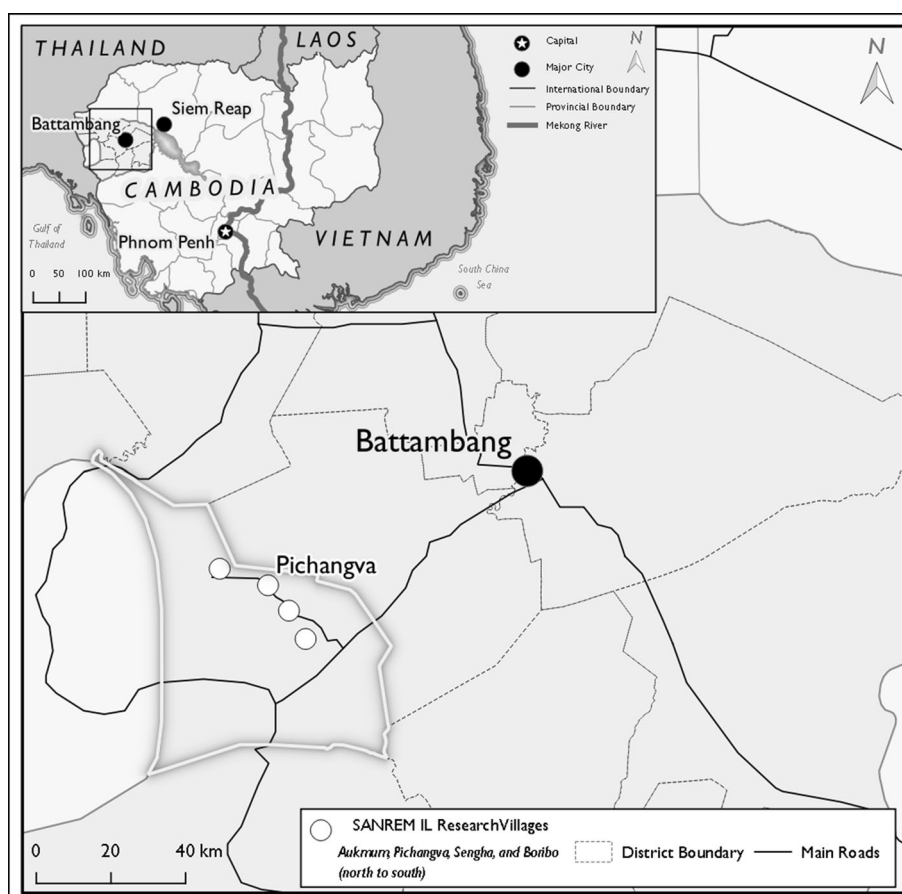 THAILAND
LAOS
Siem Reap
Battambang
CAMBODIA
Phnom Penh
VIETNAM
Gulf of
Thailand
South China
Sea
0 50 100 km
Capital
Major City
International Boundary
Provincial Boundary
Mekong River
N
N
Battambang
Pichangva
0 20 40 km
SANREM IL Research Villages
Aukmum, Pichangva, Sengha, and Boribo
(north to south)
District Boundary
Main Roads